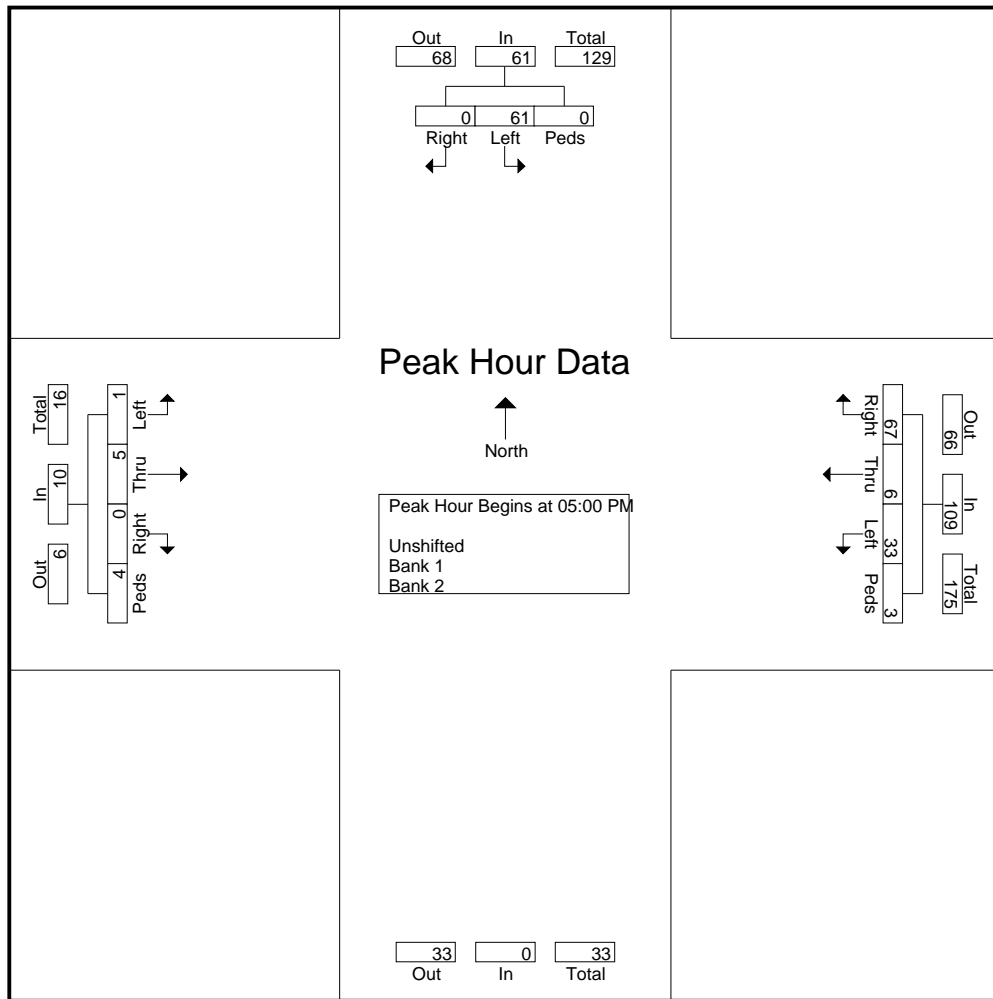 Out In Total
68 61 129
0 61 0
Right Left Peds
Peak Hour Data
North
Peak Hour Begins at 05:00 PM
Unshifted
Bank 1
Bank 2
Total In Out
16 10 6
1 5 0 4
Left Thru Right Peds
Right Thru Left Peds
67 6 33 3
Out In Total
66 109 175
33 0 33
Out In Total